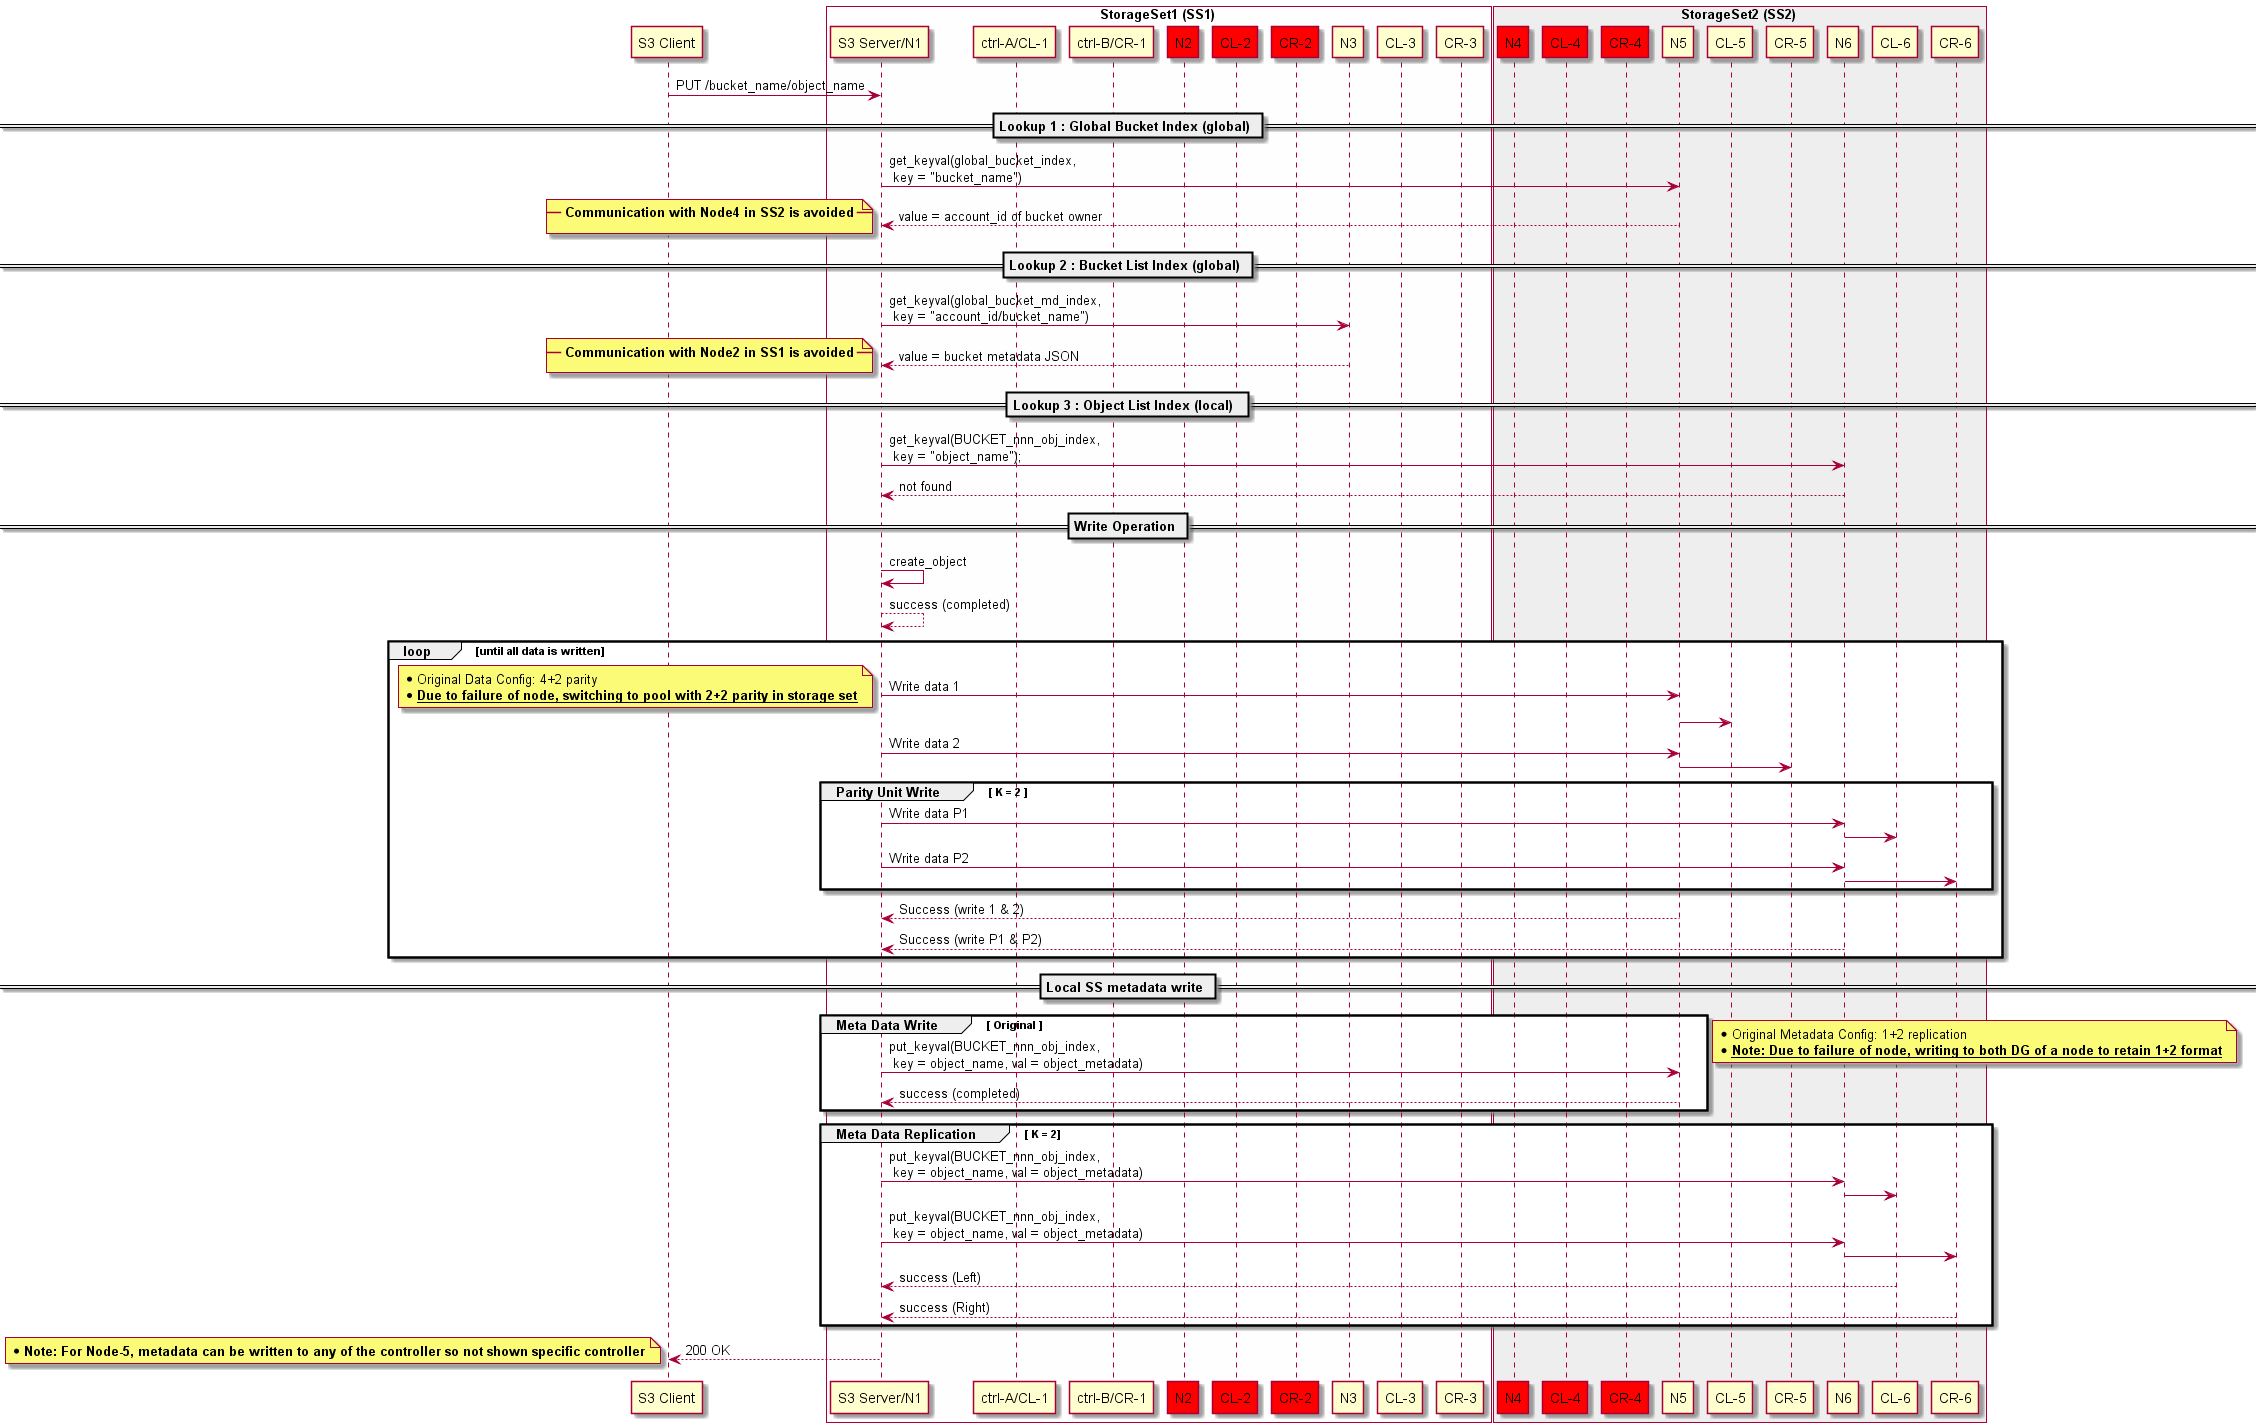 StorageSet1 (SS1)
StorageSet2 (SS2)
S3 Client
S3 Server/N1
ctrl-A/CL-1
ctrl-B/CR-1
N2
CL-2
CR-2
N3
CL-3
CR-3
N4
CL-4
CR-4
N5
CL-5
CR-5
N6
CL-6
CR-6
PUT /bucket_name/object_name
Lookup 1 : Global Bucket Index (global)
get_keyval(global_bucket_index,
key = "bucket_name")
Communication with Node4 in SS2 is avoided
value = account_id of bucket owner
Lookup 2 : Bucket List Index (global)
get_keyval(global_bucket_md_index,
key = "account_id/bucket_name")
Communication with Node2 in SS1 is avoided
value = bucket metadata JSON
Lookup 3 : Object List Index (local)
get_keyval(BUCKET_nnn_obj_index,
key = "object_name");
not found
Write Operation
create_object
success (completed)
loop [until all data is written]
• Original Data Config: 4+2 parity
• Due to failure of node, switching to pool with 2+2 parity in storage set
Write data 1
Write data 2
Parity Unit Write [ K = 2 ]
Write data P1
Write data P2
Success (write 1 & 2)
Success (write P1 & P2)
Local SS metadata write
Meta Data Write [ Original ]
• Original Metadata Config: 1+2 replication
• Note: Due to failure of node, writing to both DG of a node to retain 1+2 format
put_keyval(BUCKET_nnn_obj_index,
key = object_name, val = object_metadata)
success (completed)
Meta Data Replication [ K = 2]
put_keyval(BUCKET_nnn_obj_index,
key = object_name, val = object_metadata)
put_keyval(BUCKET_nnn_obj_index,
key = object_name, val = object_metadata)
success (Left)
success (Right)
• Note: For Node-5, metadata can be written to any of the controller so not shown specific controller
200 OK
S3 Client
S3 Server/N1
ctrl-A/CL-1
ctrl-B/CR-1
N2
CL-2
CR-2
N3
CL-3
CR-3
N4
CL-4
CR-4
N5
CL-5
CR-5
N6
CL-6
CR-6